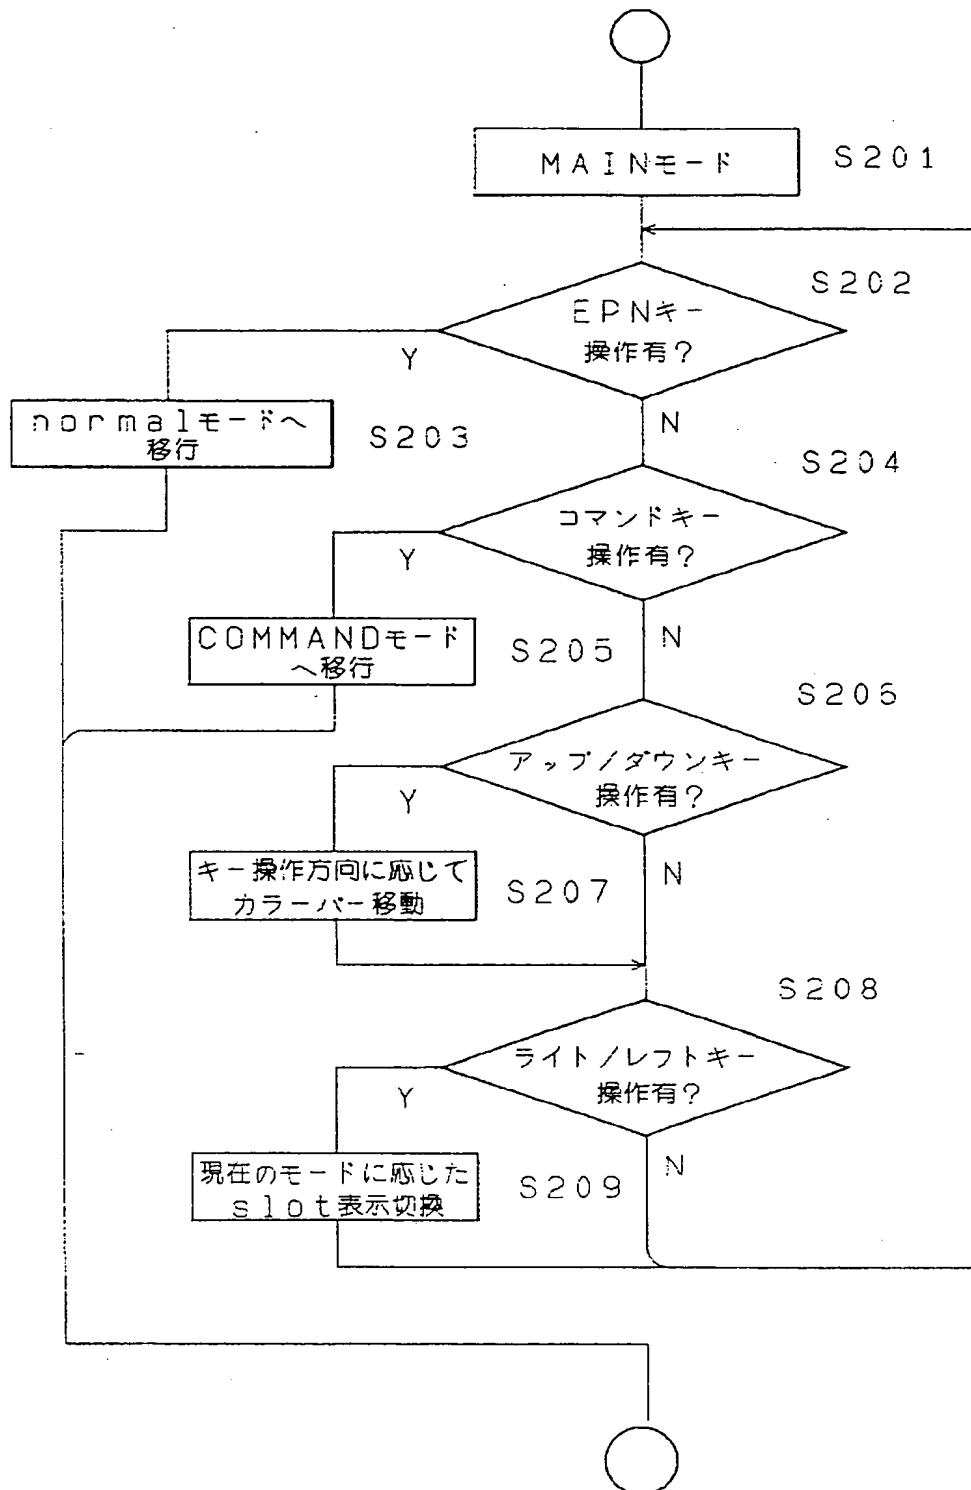 MAINモード
S201
S202
EPNキー
操作有?
Y
N
normalモードへ
移行
S203
S204
コマンドキー
操作有?
Y
N
COMMANDモード
へ移行
S205
S206
アップ/ダウンキー
操作有?
Y
N
キー操作方向に応じて
カラーバー移動
S207
S208
ライト/レフトキー
操作有?
Y
N
現在のモードに応じた
slot表示切換
S209